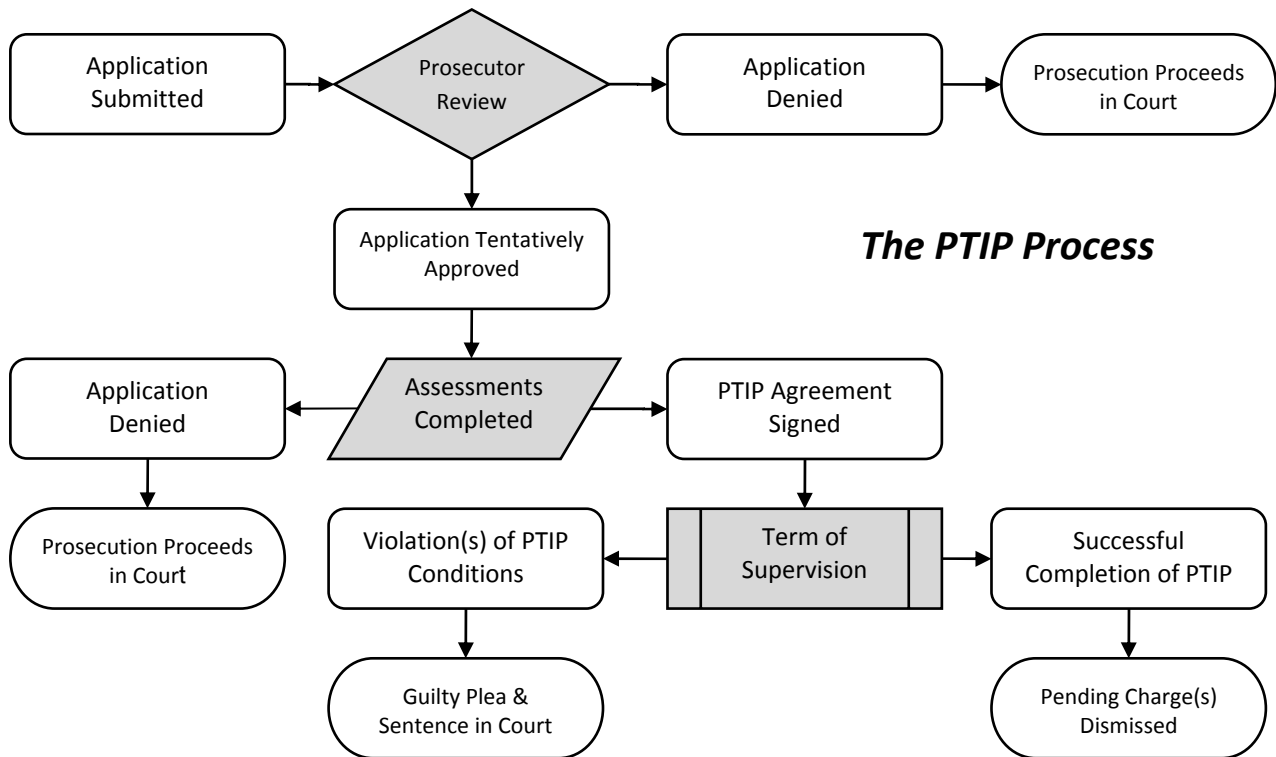 Application
Submitted
Prosecutor
Review
Application
Denied
Prosecution Proceeds
in Court
Application Tentatively
Approved
The PTIP Process
Application
Denied
Assessments
Completed
PTIP Agreement
Signed
Prosecution Proceeds
in Court
Violation(s) of PTIP
Conditions
Term of
Supervision
Successful
Completion of PTIP
Guilty Plea &
Sentence in Court
Pending Charge(s)
Dismissed